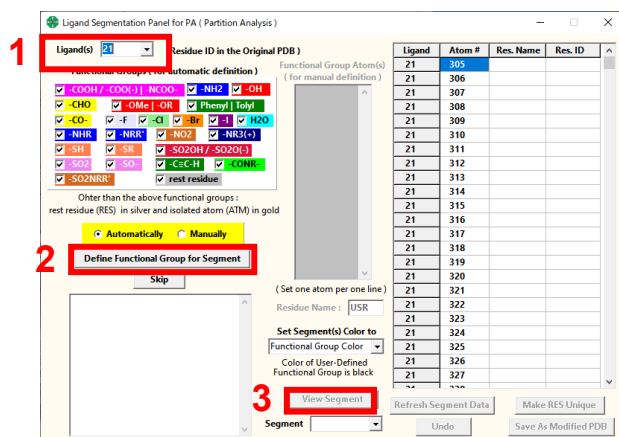 Ligand Segmentation Panel for PA ( Partition Analysis )
1
Ligand(s) 21 Residue ID in the Original PDB )
Functional Groups ( for automatic definition )
-COOH / -COO(-) | -NCOO- -NH2 -OH
-CHO -OMe | -OR Phenyl | Tolyl
-CO- -F -Cl -Br -I H2O
-NHR -NRR' -NO2 -NR3(+)
-SH -SR -SO2OH / -SO2O(-)
-SO2- -SO- -C=C-H -CONR-
-SO2NRR' rest residue
Ohter than the above functional groups :
rest residue (RES) in silver and isolated atom (ATM) in gold
Automatically Manually
2
Define Functional Group for Segment
Skip
Functional Group Atom(s)
( for manual definition )
( Set one atom per one line )
Residue Name : USR
Set Segment(s) Color to
Functional Group Color
Color of User-Defined
Functional Group is black
3
View Segment
Segment
Ligand Atom # Res. Name Res. ID
21 305
21 306
21 307
21 308
21 309
21 310
21 311
21 312
21 313
21 314
21 315
21 316
21 317
21 318
21 319
21 320
21 321
21 322
21 323
21 324
21 325
21 326
21 327
Refresh Segment Data Make RES Unique
Undo Save As Modified PDB